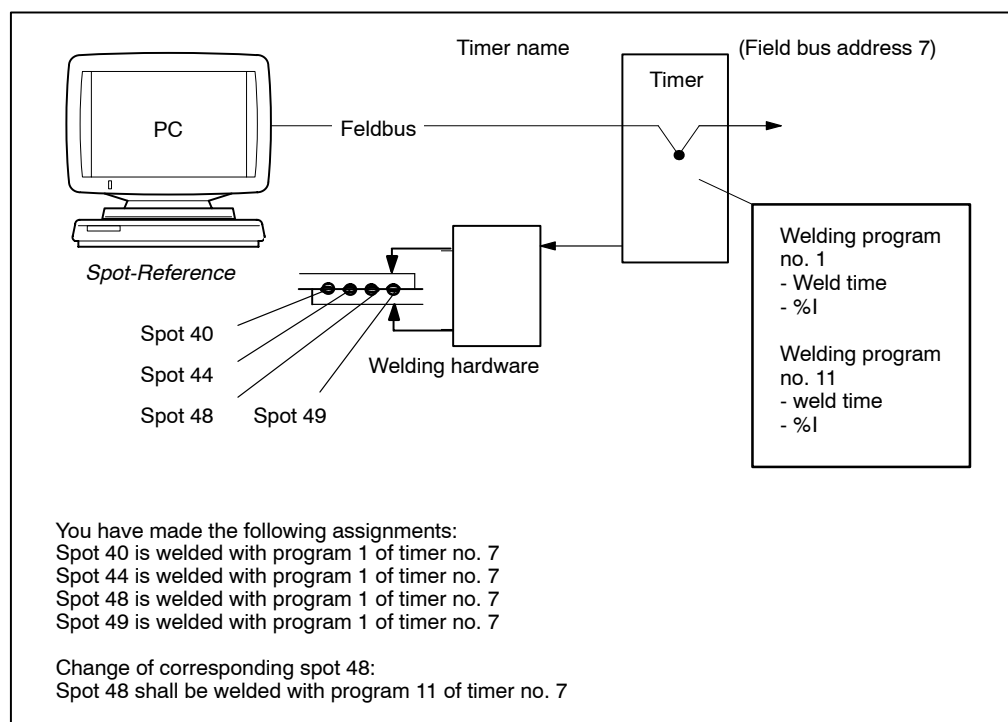 Timer name
(Field bus address 7)
Timer
PC
Feldbus
Spot-Reference
Welding program
no. 1
- Weld time
- %I
Welding program
no. 11
- weld time
- %I
Spot 40
Spot 44
Spot 48
Spot 49
Welding hardware
You have made the following assignments:
Spot 40 is welded with program 1 of timer no. 7
Spot 44 is welded with program 1 of timer no. 7
Spot 48 is welded with program 1 of timer no. 7
Spot 49 is welded with program 1 of timer no. 7
Change of corresponding spot 48:
Spot 48 shall be welded with program 11 of timer no. 7